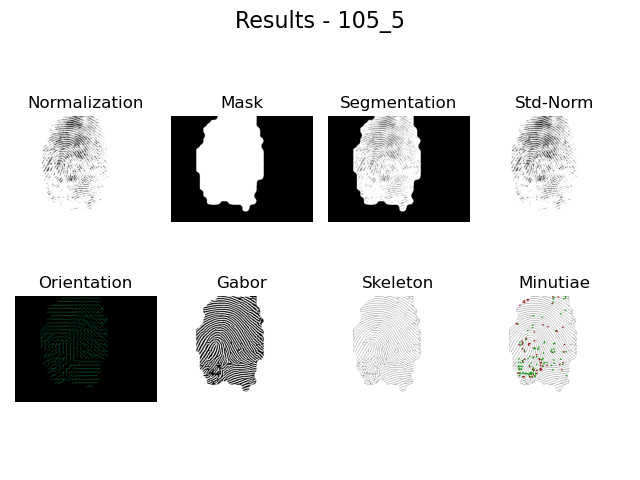 Results - 105_5
Normalization
Mask
Segmentation
Std-Norm
Orientation
Gabor
Skeleton
Minutiae